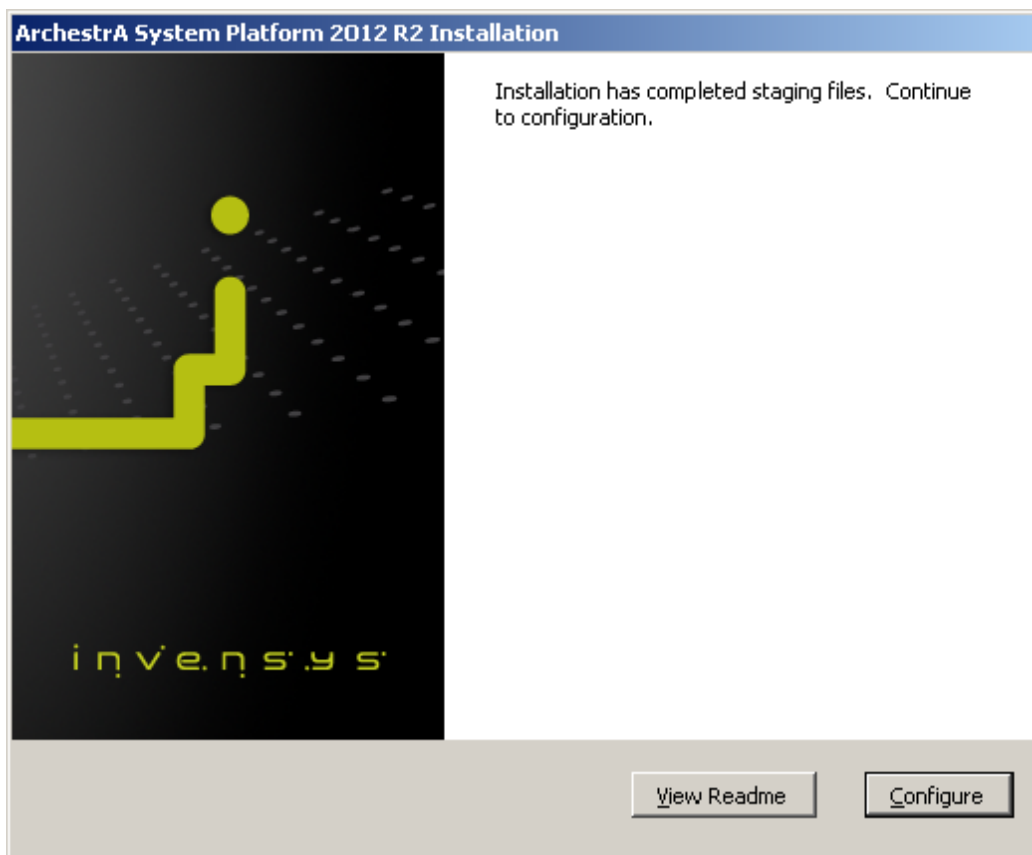 ArchestrA System Platform 2012 R2 Installation
Installation has completed staging files.  Continue
to configuration.
invensys
View Readme
Configure